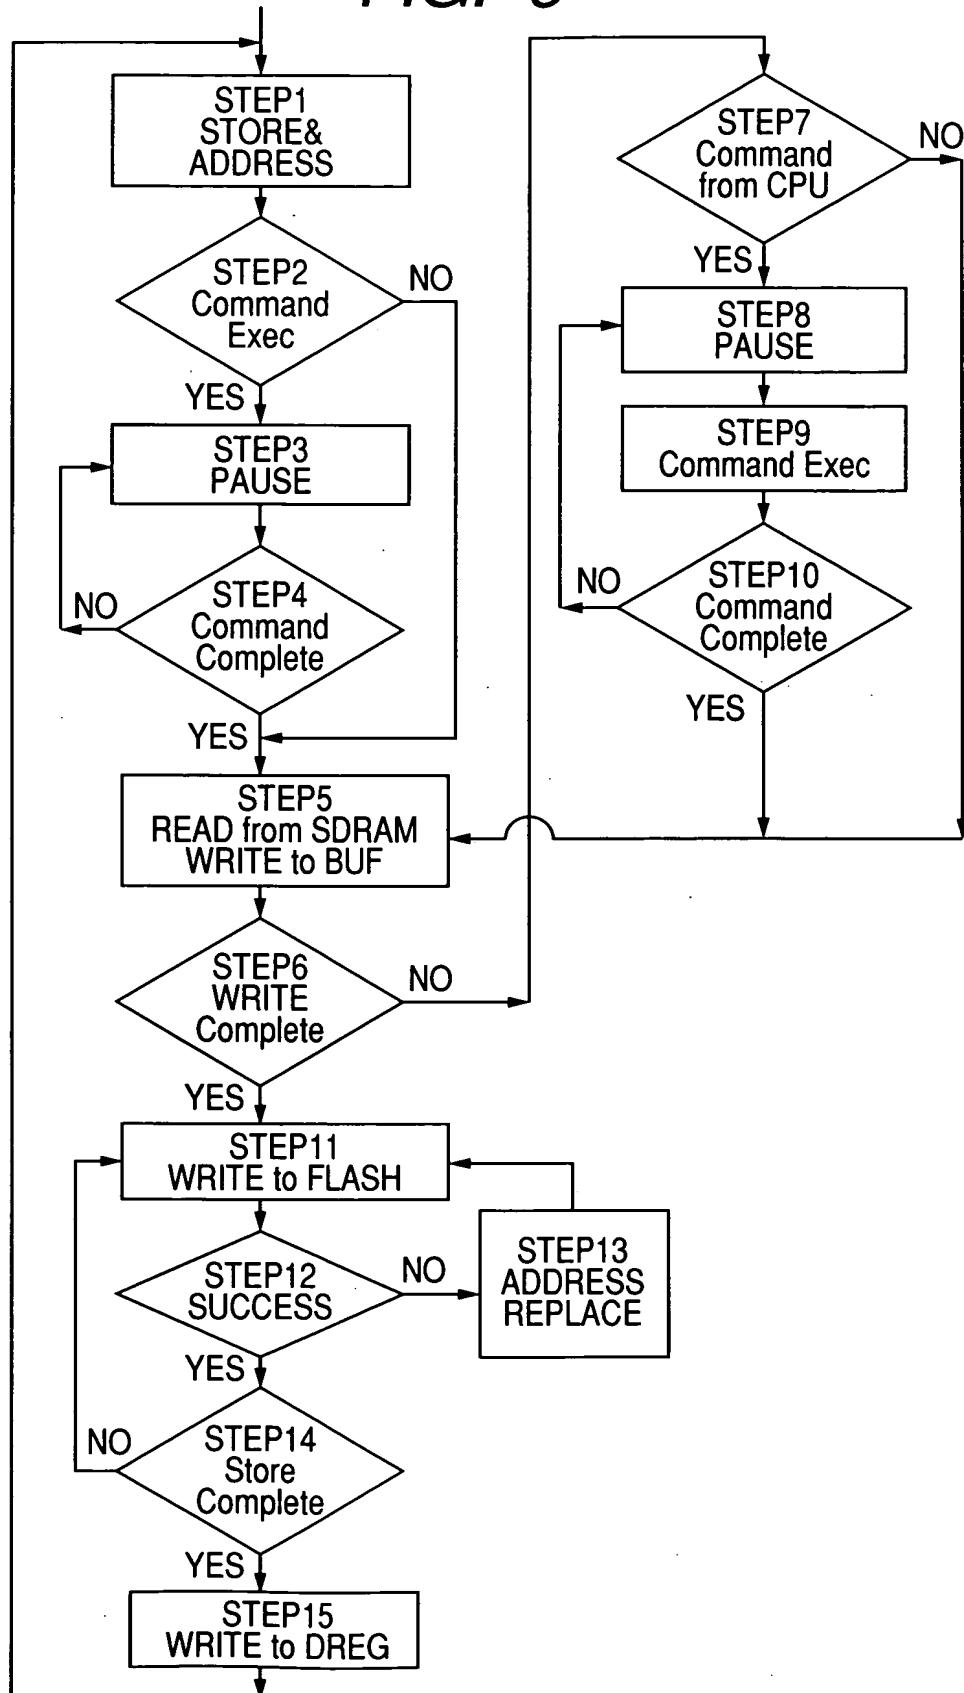 STEP1
STORE&
ADDRESS
STEP2
Command
Exec
NO
YES
STEP3
PAUSE
STEP4
Command
Complete
NO
YES
STEP5
READ from SDRAM
WRITE to BUF
STEP6
WRITE
Complete
NO
YES
STEP7
Command
from CPU
NO
YES
STEP8
PAUSE
STEP9
Command Exec
STEP10
Command
Complete
NO
YES
STEP11
WRITE to FLASH
STEP12
SUCCESS
NO
STEP13
ADDRESS
REPLACE
YES
STEP14
Store
Complete
NO
YES
STEP15
WRITE to DREG